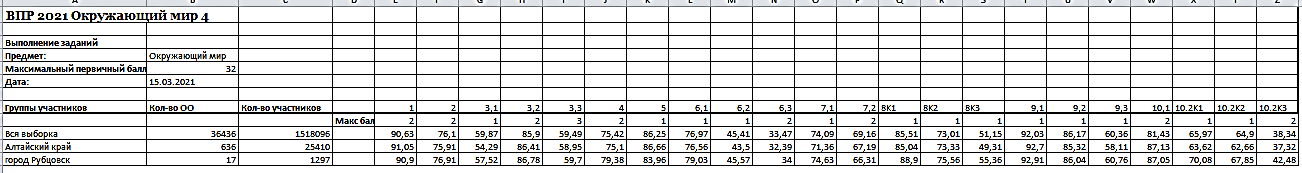 A B C D E F G H I J K L M N O P Q R S T U V W X Y Z
ВПР 2021 Окружающий мир 4
Выполнение заданий
Предмет: Окружающий мир
Максимальный первичный балл 32
Дата: 15.03.2021
Группы участников Кол-во ОО Кол-во участников 1 2 3,1 3,2 3,3 4 5 6,1 6,2 6,3 7,1 7,2 8K1 8K2 8K3 9,1 9,2 9,3 10,1 10.2K1 10.2K2 10.2K3
Макс бал 2 2 2 1 3 2 1 1 1 2 1 2 1 1 1 1 1 1 2 1 1 2
Вся выборка 36436 1518096 90,63 76,1 59,87 85,9 59,49 75,42 86,25 76,97 45,41 33,47 74,09 69,16 85,51 73,01 51,15 92,03 86,17 60,36 81,43 65,97 64,9 38,34
Алтайский край 636 25410 91,05 75,91 54,29 86,41 58,95 75,1 86,66 76,56 43,5 32,39 71,36 67,19 85,04 73,33 49,31 92,7 85,32 58,11 87,13 63,62 62,66 37,32
город Рубцовск 17 1297 90,9 76,91 57,52 86,78 59,7 79,38 83,96 79,03 45,57 34 74,63 66,31 88,9 75,56 55,36 92,91 86,04 60,76 87,05 70,08 67,85 42,48